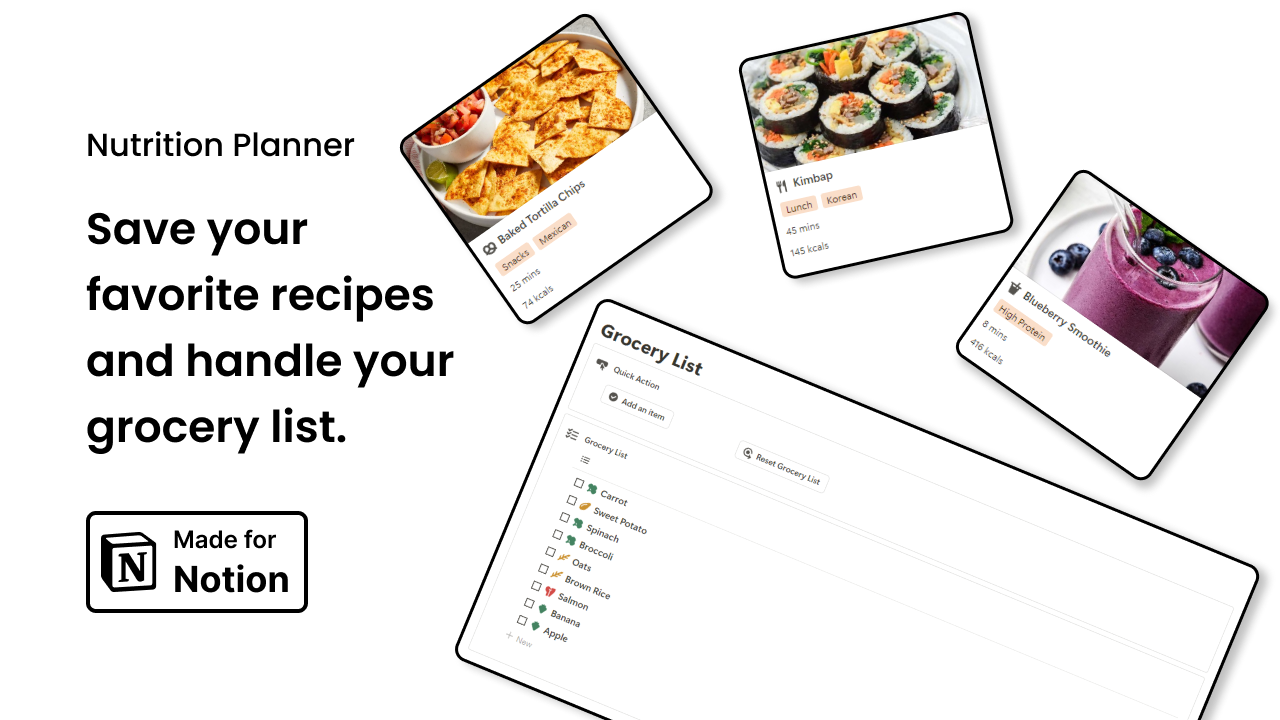 Nutrition Planner
Save your
favorite recipes
and handle your
grocery list.
N
Made for
Notion
Baked Tortilla Chips
Snacks Mexican
25 mins
74 kcals
Kimbap
Lunch Korean
45 mins
145 kcals
Blueberry Smoothie
High Protein
8 mins
416 kcals
Grocery List
Quick Action
Add an item
Reset Grocery List
Grocery List
Carrot
Sweet Potato
Spinach
Broccoli
Oats
Brown Rice
Salmon
Banana
Apple
+ New